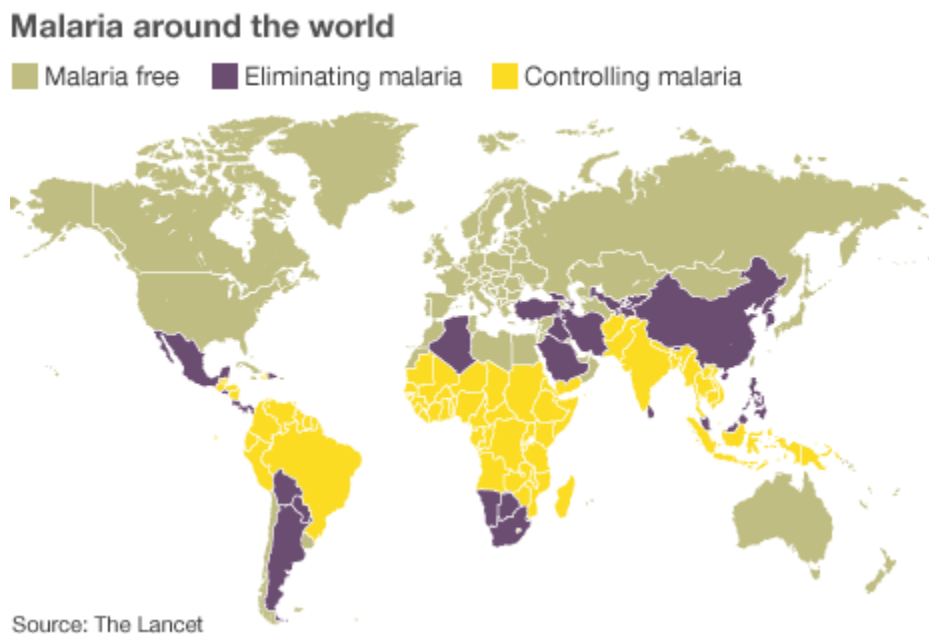 Malaria around the world
Malaria free Eliminating malaria Controlling malaria
Source: The Lancet